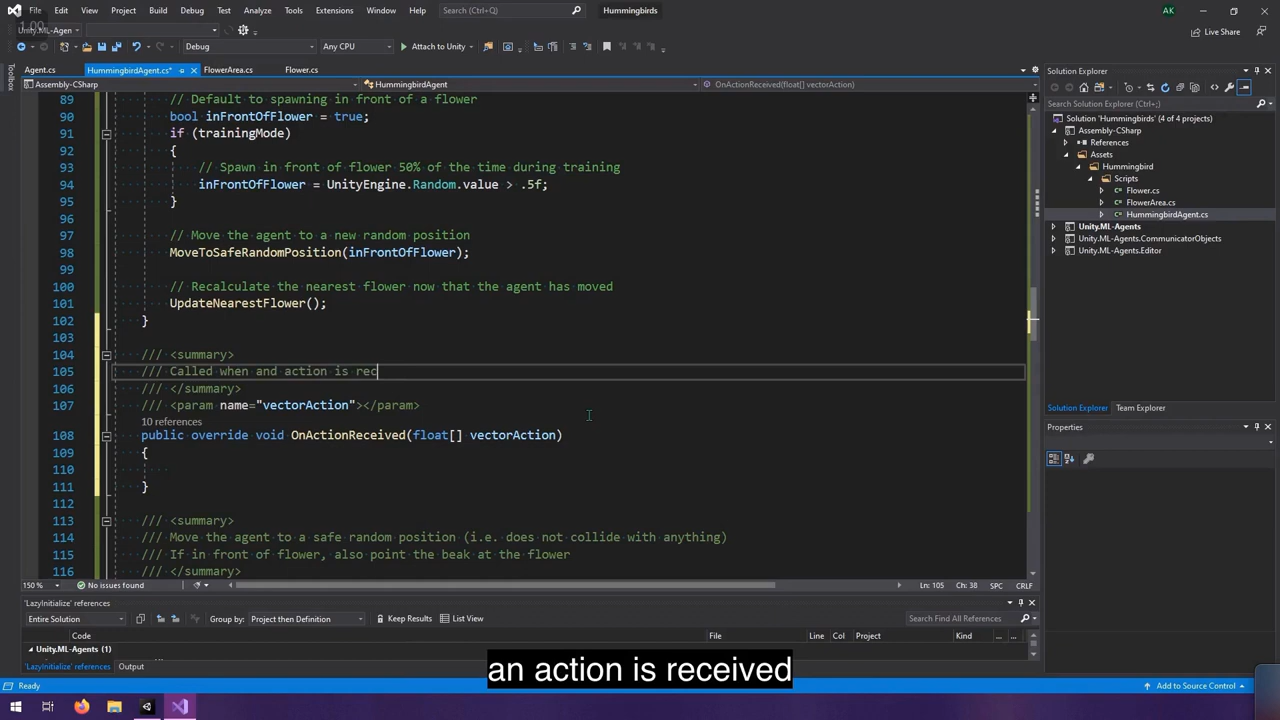 File Edit View Project Build Debug Test Analyze Tools Extensions Window Help Search (Ctrl+Q) Hummingbirds AK
1.00
Unity.ML-Agen
Debug Any CPU Attach to Unity Live Share
Toolbox
Agent.cs HummingbirdAgent.cs* FlowerArea.cs Flower.cs
Assembly-CSharp HummingbirdAgent OnActionReceived(float[] vectorAction)
89 // Default to spawning in front of a flower
90 bool inFrontOfFlower = true;
91 if (trainingMode)
92 {
93 // Spawn in front of flower 50% of the time during training
94 inFrontOfFlower = UnityEngine.Random.value > .5f;
95 }
96
97 // Move the agent to a new random position
98 MoveToSafeRandomPosition(inFrontOfFlower);
99
100 // Recalculate the nearest flower now that the agent has moved
101 UpdateNearestFlower();
102 }
103
104 /// <summary>
105 /// Called when and action is rec
106 /// </summary>
107 /// <param name="vectorAction"></param>
10 references
108 public override void OnActionReceived(float[] vectorAction)
109 {
110
111 }
112
113 /// <summary>
114 /// Move the agent to a safe random position (i.e. does not collide with anything)
115 /// If in front of flower, also point the beak at the flower
116 /// </summary>
150 % No issues found Ln: 105 Ch: 38 SPC CRLF
Solution Explorer
Search Solution Explorer (Ctrl+;)
Solution 'Hummingbirds' (4 of 4 projects)
Assembly-CSharp
References
Assets
Hummingbird
Scripts
Flower.cs
FlowerArea.cs
HummingbirdAgent.cs
Unity.ML-Agents
Unity.ML-Agents.CommunicatorObjects
Unity.ML-Agents.Editor
Solution Explorer Team Explorer
Properties
'LazyInitialize' references
Entire Solution Group by: Project then Definition Keep Results List View Search Find All References
Code File Line Col Project Kind ... ...
Unity.ML-Agents (1)
'LazyInitialize' references Output
an action is received
Ready Add to Source Control